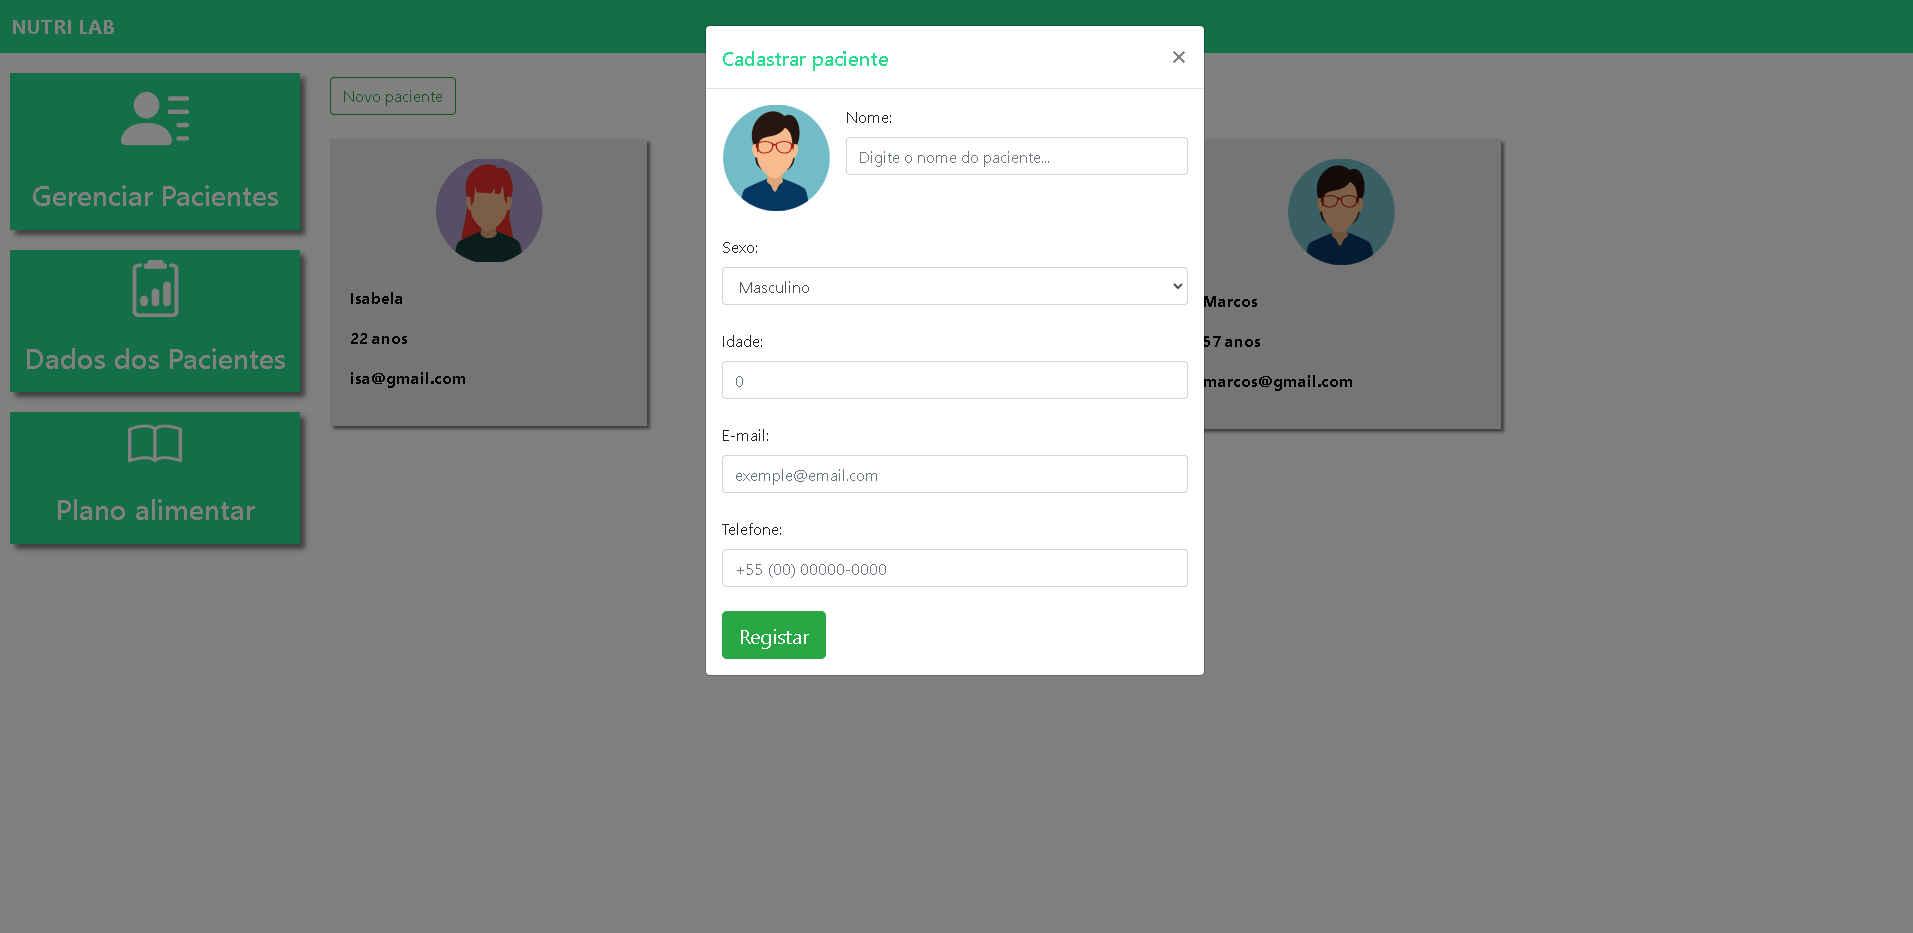 NUTRI LAB
Gerenciar Pacientes
Dados dos Pacientes
Plano alimentar
Novo paciente
Isabela
22 anos
isa@gmail.com
Cadastrar paciente
×
Nome:
Digite o nome do paciente...
Sexo:
Masculino
Idade:
0
E-mail:
exemple@email.com
Telefone:
+55 (00) 00000-0000
Registar
Marcos
57 anos
marcos@gmail.com